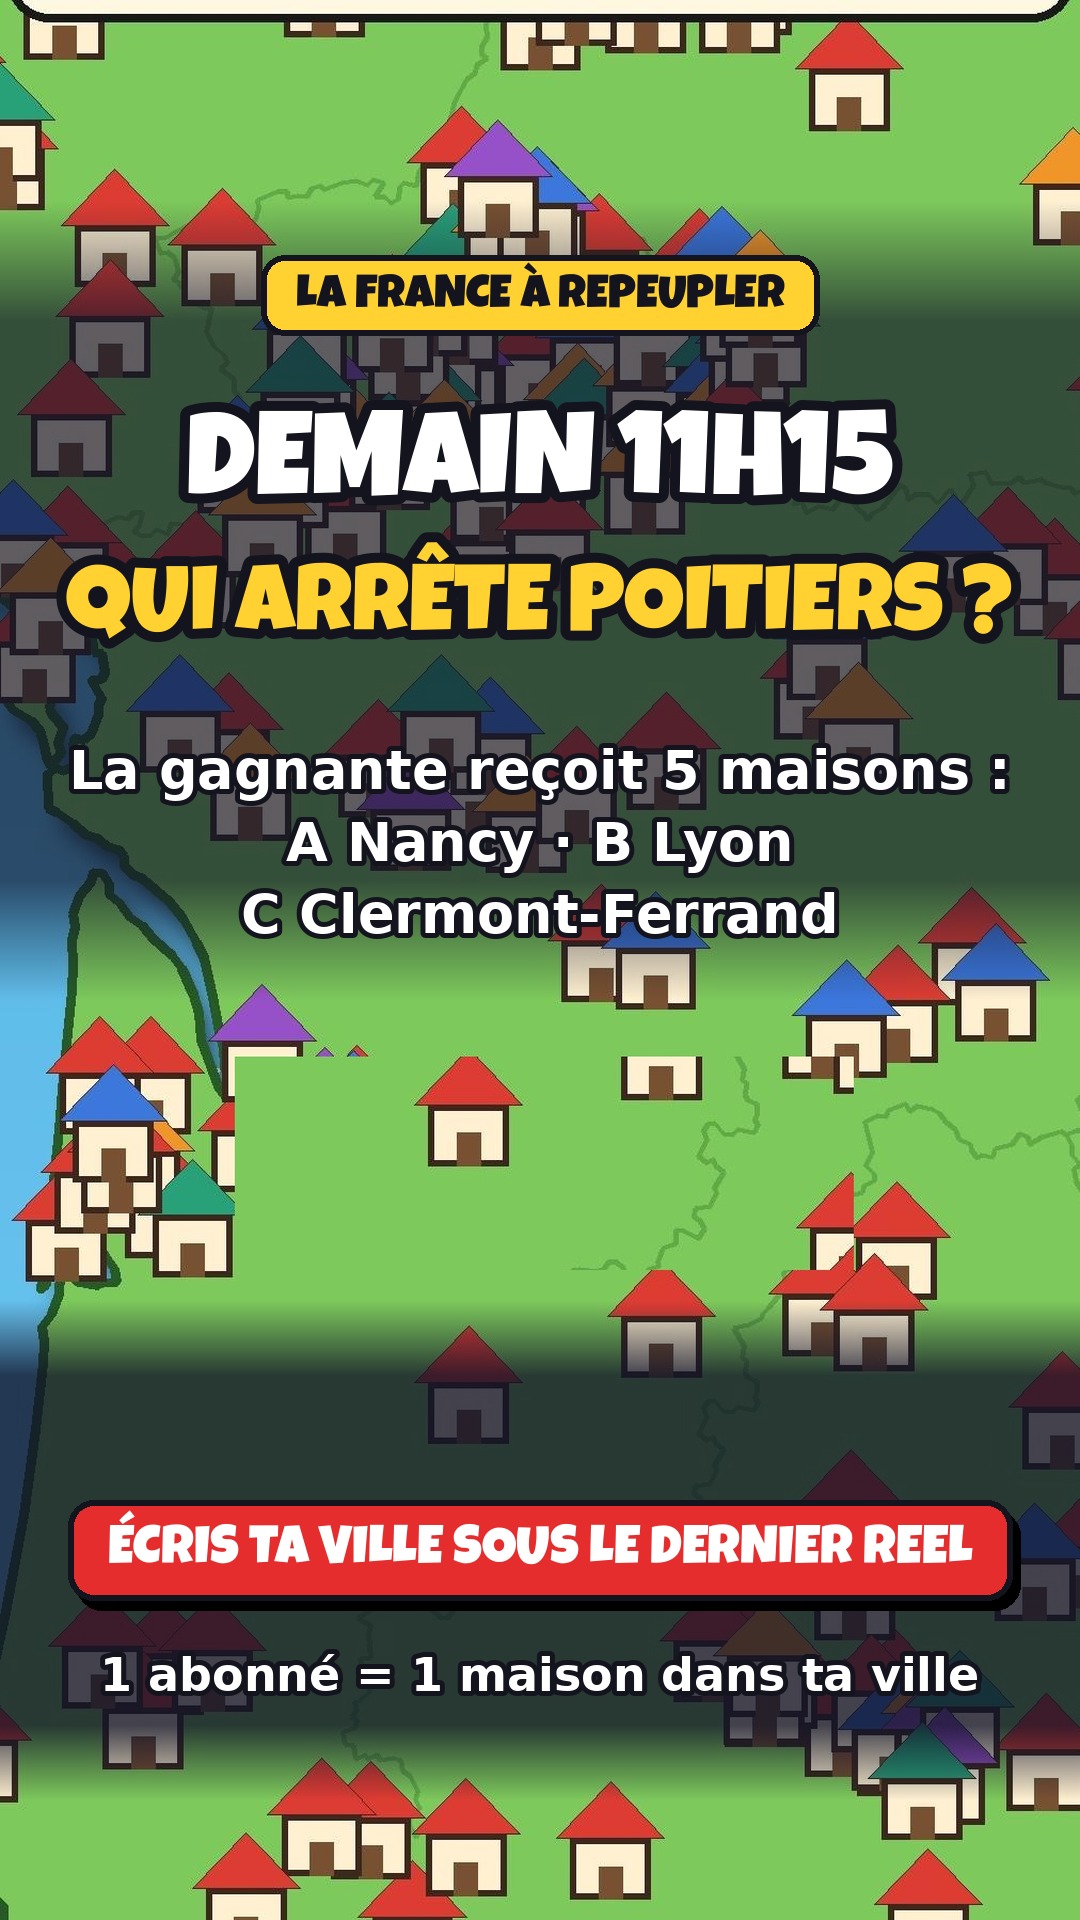 LA FRANCE À REPEUPLER
DEMAIN 11H15
QUI ARRÊTE POITIERS ?
La gagnante reçoit 5 maisons :
A Nancy · B Lyon
C Clermont-Ferrand
ÉCRIS TA VILLE SOUS LE DERNIER REEL
1 abonné = 1 maison dans ta ville